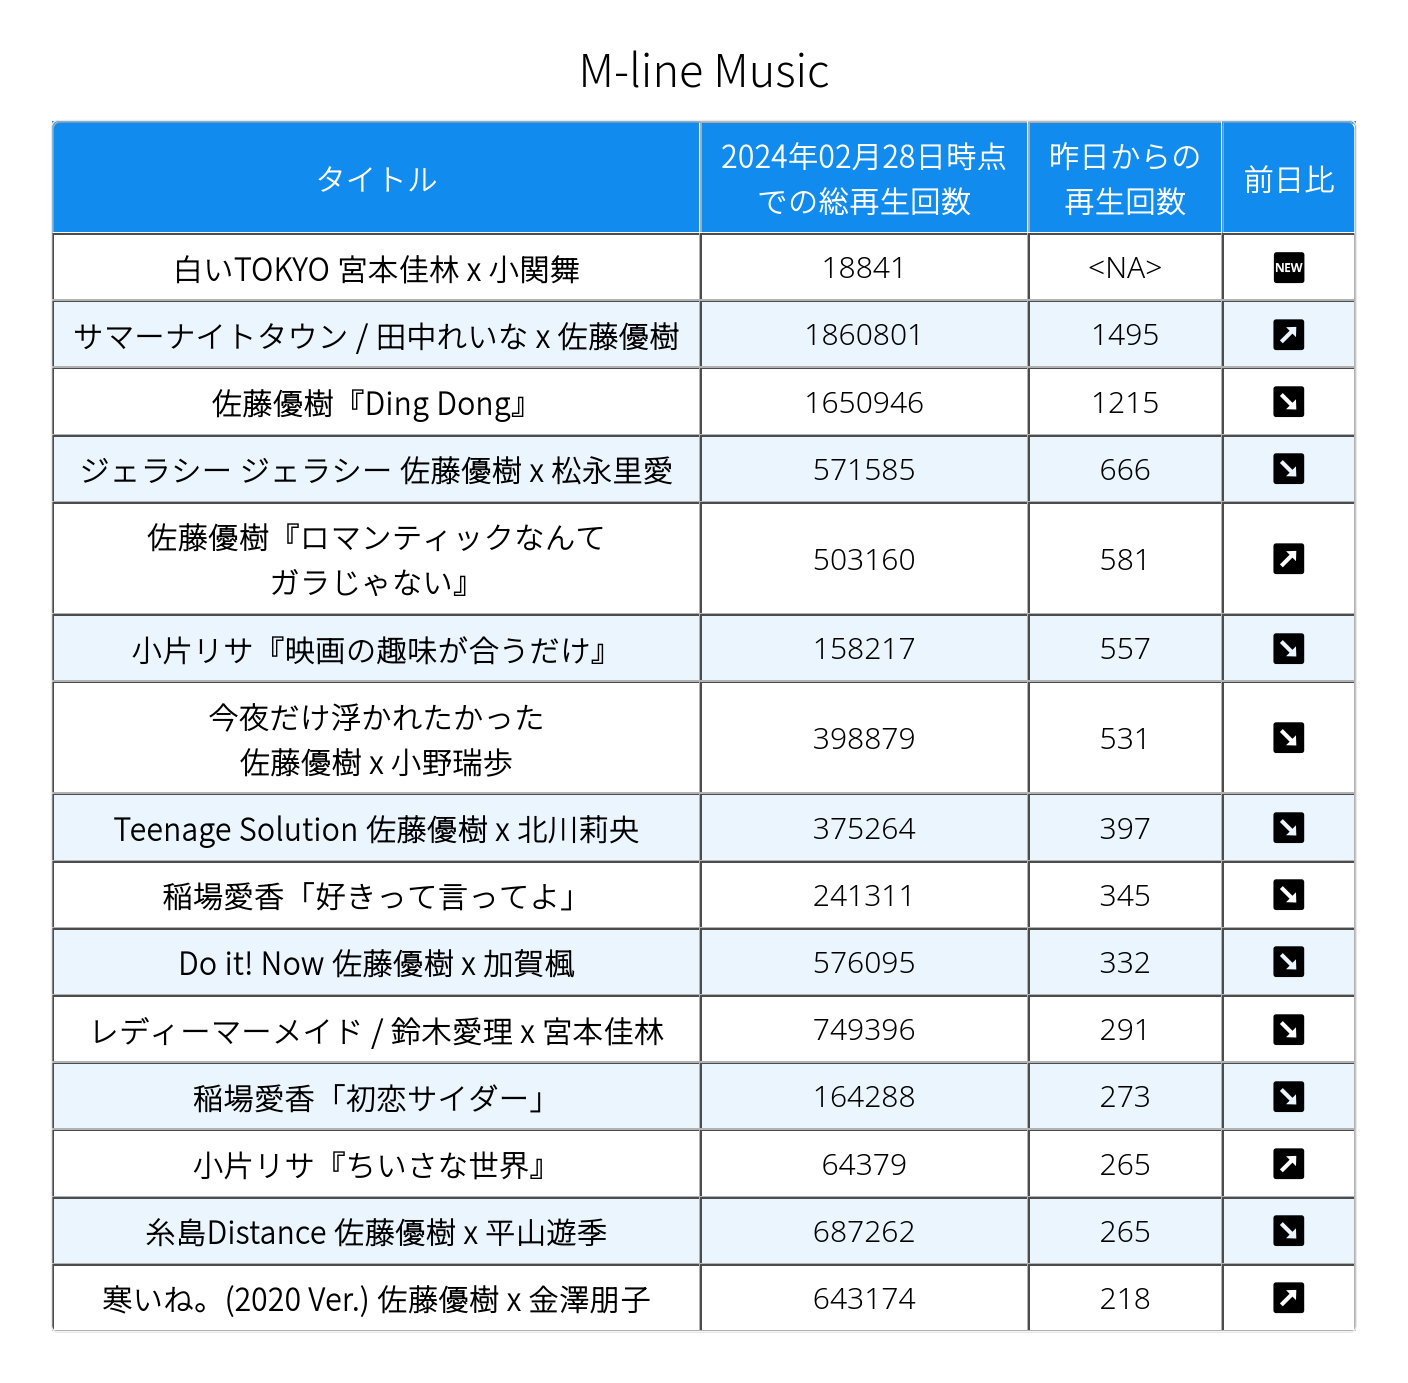 M-line Music
タイトル
2024年02月28日時点
での総再生回数
昨日からの
再生回数
前日比
白いTOKYO 宮本佳林 x 小関舞 18841 <NA> NEW
サマーナイトタウン / 田中れいな x 佐藤優樹 1860801 1495
佐藤優樹『Ding Dong』 1650946 1215
ジェラシー ジェラシー 佐藤優樹 x 松永里愛 571585 666
佐藤優樹『ロマンティックなんて
ガラじゃない』 503160 581
小片リサ『映画の趣味が合うだけ』 158217 557
今夜だけ浮かれたかった
佐藤優樹 x 小野瑞歩 398879 531
Teenage Solution 佐藤優樹 x 北川莉央 375264 397
稲場愛香「好きって言ってよ」 241311 345
Do it! Now 佐藤優樹 x 加賀楓 576095 332
レディーマーメイド / 鈴木愛理 x 宮本佳林 749396 291
稲場愛香「初恋サイダー」 164288 273
小片リサ『ちいさな世界』 64379 265
糸島Distance 佐藤優樹 x 平山遊季 687262 265
寒いね。(2020 Ver.) 佐藤優樹 x 金澤朋子 643174 218